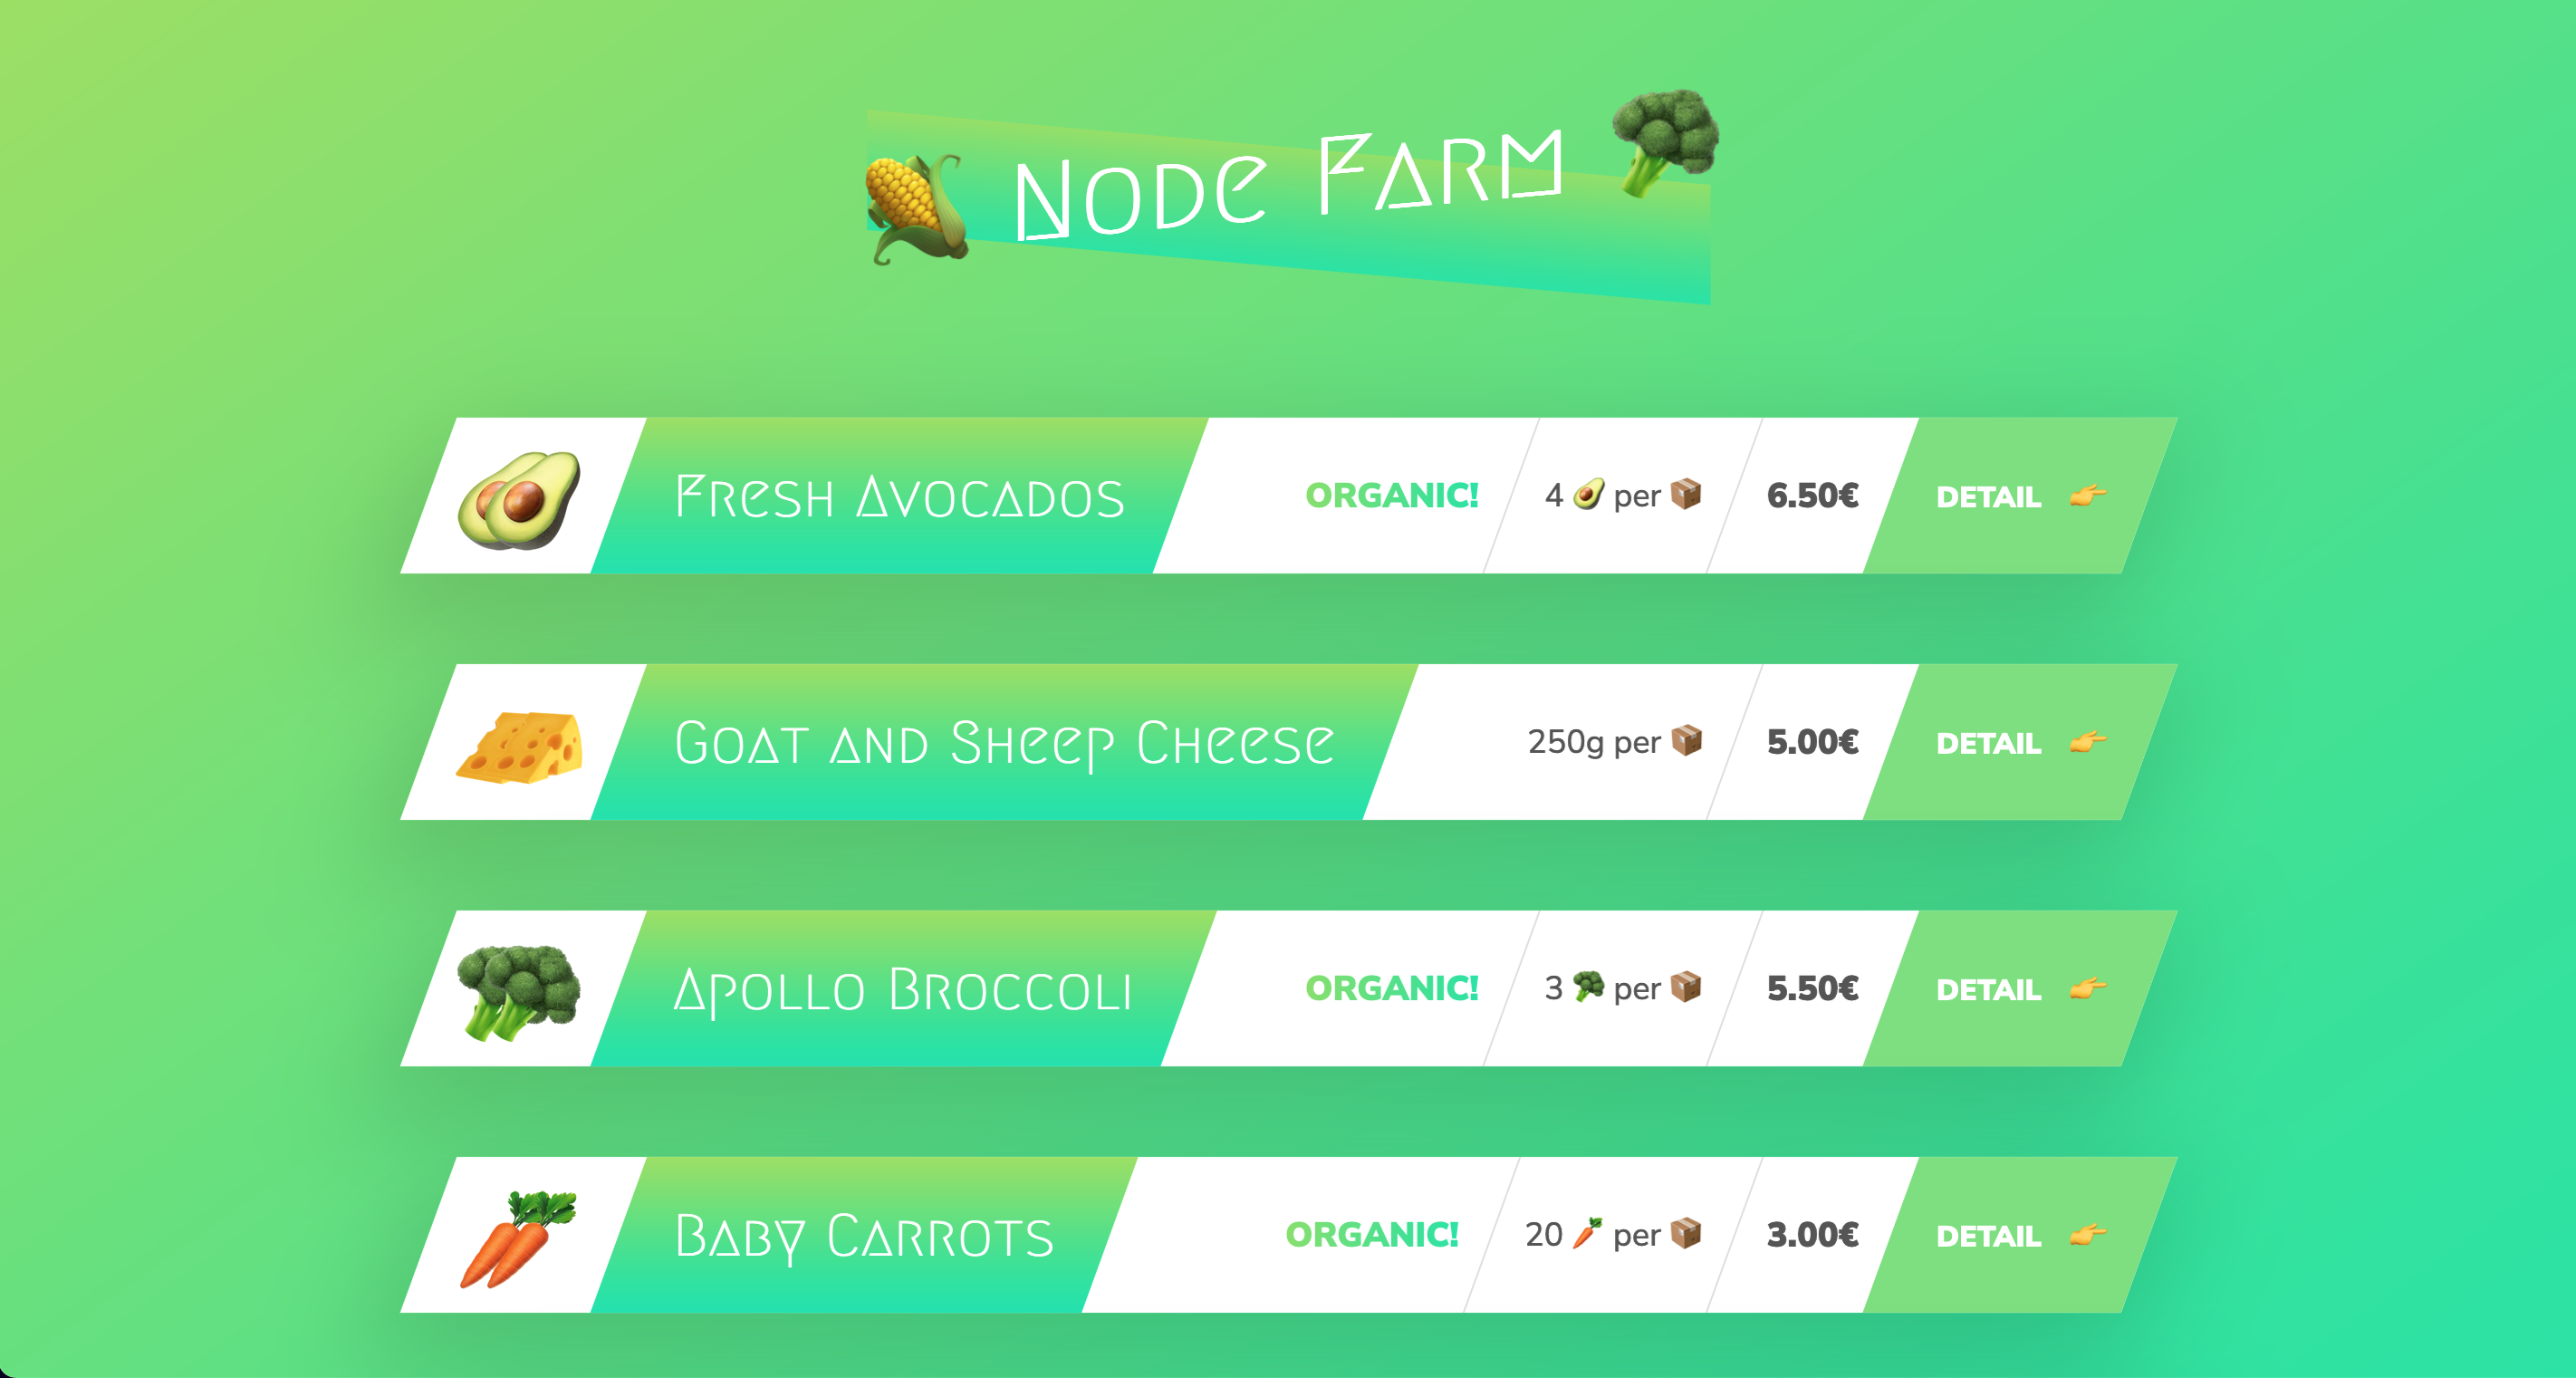 🌽 Node Farm 🥦
🥑🥑 Fresh Avocados ORGANIC! 4 🥑 per 📦 6.50€ DETAIL 👉
🧀🧀 Goat and Sheep Cheese 250g per 📦 5.00€ DETAIL 👉
🥦🥦 Apollo Broccoli ORGANIC! 3 🥦 per 📦 5.50€ DETAIL 👉
🥕🥕 Baby Carrots ORGANIC! 20 🥕 per 📦 3.00€ DETAIL 👉